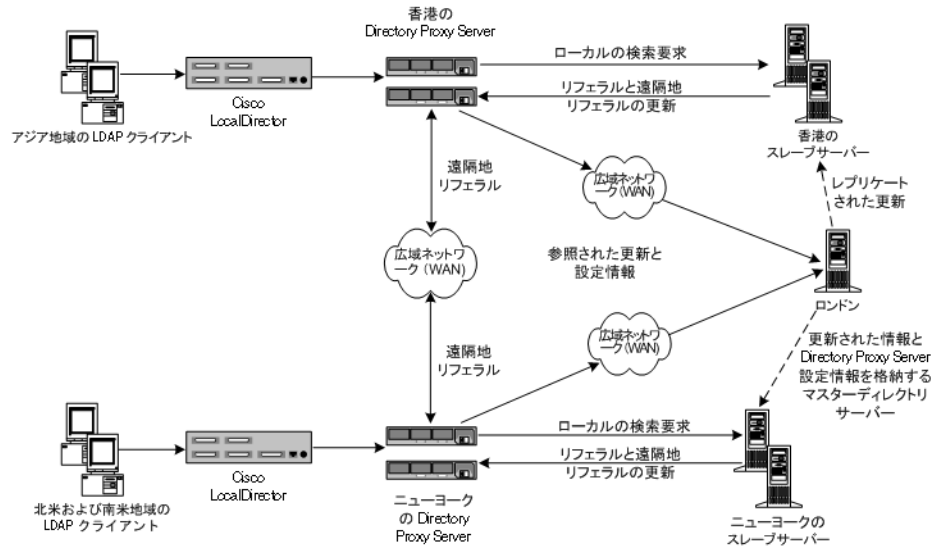 香港の
Directory Proxy Server
ローカルの検索要求
リフェラルと遠隔地
リフェラルの更新
Cisco
LocalDirector
アジア地域の LDAP クライアント
香港の
スレーブサーバー
遠隔地
リフェラル
広域ネットワ
ーク (WAN)
レプリケート
された更新
広域ネットワ
ーク (WAN)
参照された更新と
設定情報
ロンドン
広域ネットワ
ーク (WAN)
更新された情報と
Directory Proxy Server
設定情報を格納する
マスターディレクトリ
サーバー
遠隔地
リフェラル
ローカルの検索要求
リフェラルと遠隔地
リフェラルの更新
Cisco
LocalDirector
北米および南米地域の
LDAP クライアント
ニューヨーク
の Directory
Proxy Server
ニューヨークの
スレーブサーバー